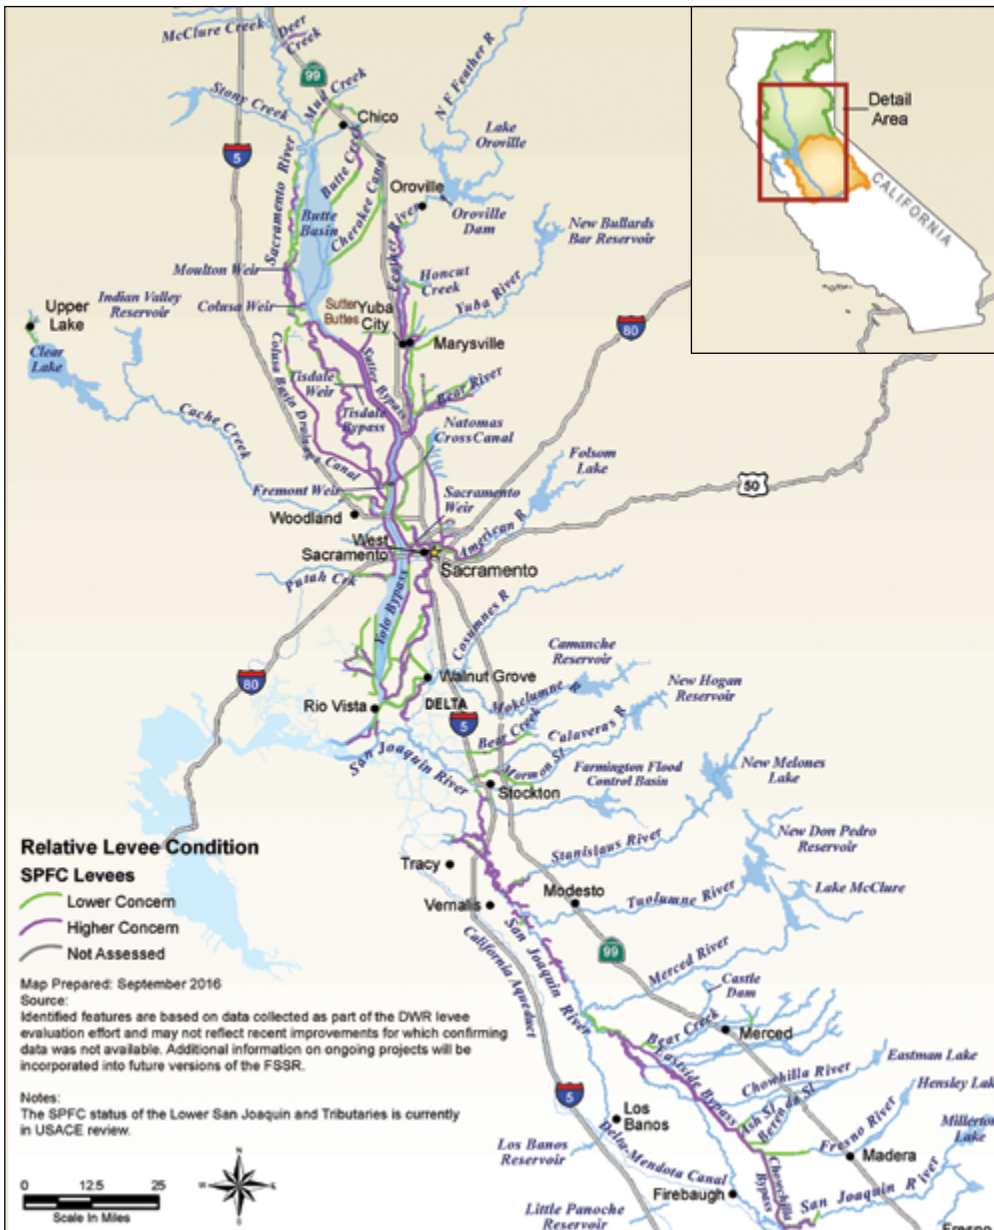 McClure Creek
Deer
Creek
99
Mud Creek
Stony Creek
Chico
N F Feather R
5
Lake
Oroville
Sacramento River
Butte Creek
Cherokee Canal
Butte
Basin
Oroville
Oroville
Dam
Feather River
New Bullards
Bar Reservoir
Moulton Weir
Honcut
Creek
Yuba River
Colusa Weir
Indian Valley
Reservoir
Upper
Lake
Clear
Lake
Sutter
Buttes
Yuba
City
Marysville
80
Colusa Basin Drainage Canal
Tisdale
Weir
Sutter Bypass
Tisdale
Bypass
Bear River
Cache Creek
Natomas
CrossCanal
Folsom
Lake
Fremont Weir
Sacramento
Weir
50
Woodland
American R
West
Sacramento
Sacramento
Putah Crk
Yolo Bypass
Cosumnes R
80
Camanche
Reservoir
Walnut Grove
Mokelumne R
New Hogan
Reservoir
Rio Vista
DELTA
5
Bear Creek
Calaveras R
San Joaquin River
Mormon Sl
Farmington Flood
Control Basin
New Melones
Lake
Stockton
Stanislaus River
New Don Pedro
Reservoir
Tracy
Modesto
Tuolumne River
Lake McClure
Vernalis
San Joaquin River
99
California Aqueduct
Merced River
Castle
Dam
Bear Creek
Merced
Eastside Bypass
Chowhilla River
Eastman Lake
5
Ash Sl
Berenda Sl
Hensley Lake
Los
Banos
Fresno River
Millerton
Lake
Los Banos
Reservoir
Delta-Mendota Canal
Madera
Chowchilla
Bypass
San Joaquin River
Firebaugh
Little Panoche
Reservoir
Fresno
Detail
Area
CALIFORNIA
Relative Levee Condition
SPFC Levees
Lower Concern
Higher Concern
Not Assessed
Map Prepared: September 2016
Source:
Identified features are based on data collected as part of the DWR levee
evaluation effort and may not reflect recent improvements for which confirming
data was not available. Additional information on ongoing projects will be
incorporated into future versions of the FSSR.
Notes:
The SPFC status of the Lower San Joaquin and Tributaries is currently
in USACE review.
0 12.5 25
Scale In Miles
N
W
E
S